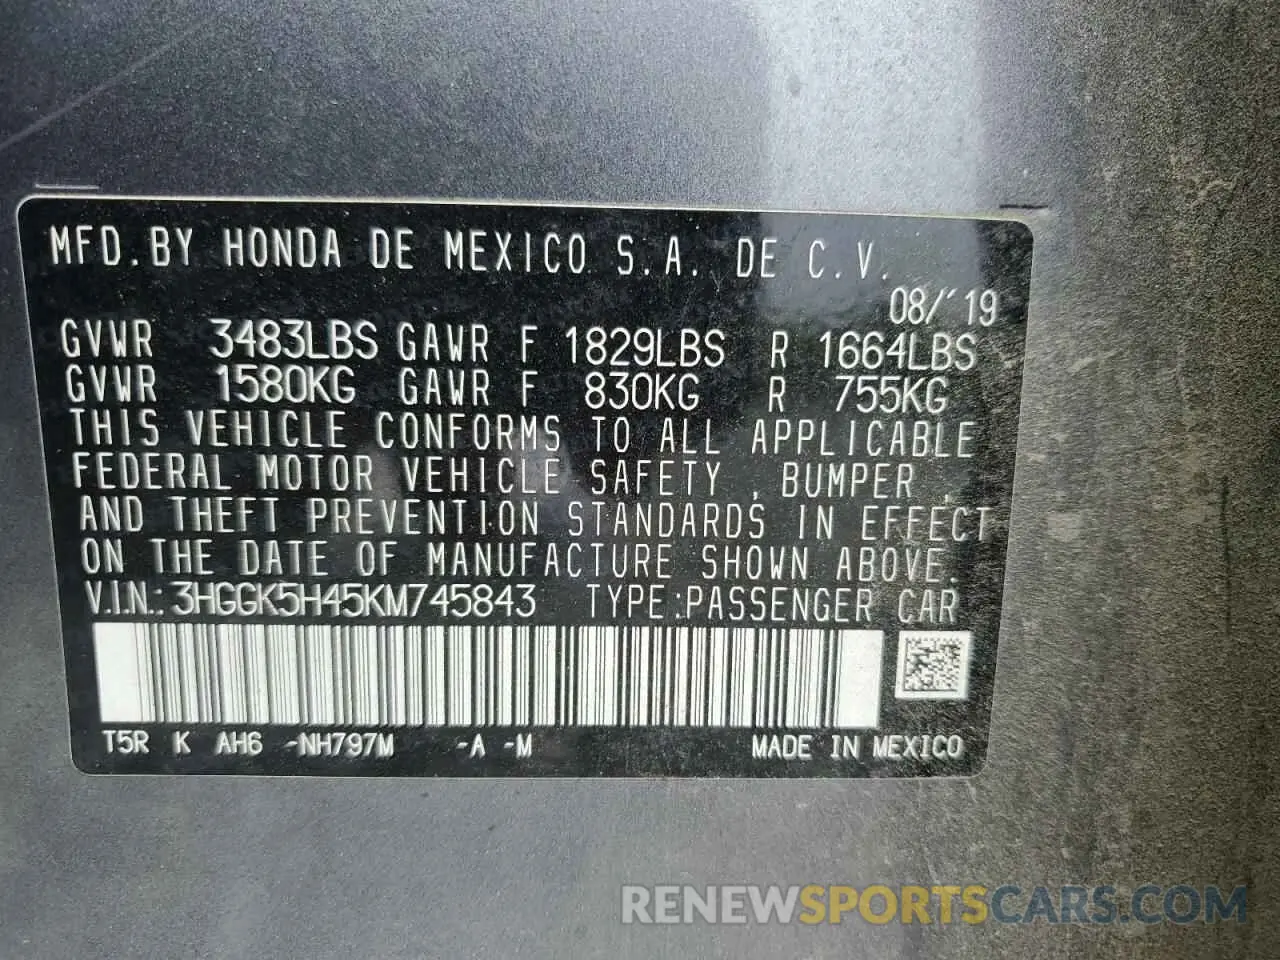 MFD.BY HONDA DE MEXICO S.A. DE C.V.
08/'19
GVWR 3483LBS GAWR F 1829LBS R 1664LBS
GVWR 1580KG GAWR F 830KG R 755KG
THIS VEHICLE CONFORMS TO ALL APPLICABLE
FEDERAL MOTOR VEHICLE SAFETY , BUMPER ,
AND THEFT PREVENTION STANDARDS IN EFFECT
ON THE DATE OF MANUFACTURE SHOWN ABOVE.
V.I.N.: 3HGGK5H45KM745843 TYPE:PASSENGER CAR
T5R K AH6 -NH797M -A -M MADE IN MEXICO
RENEWSPORTSCARS.COM